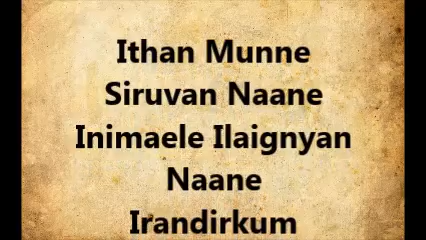 Ithan Munne
Siruvan Naane
Inimaele Ilaignyan
Naane
Irandirkum